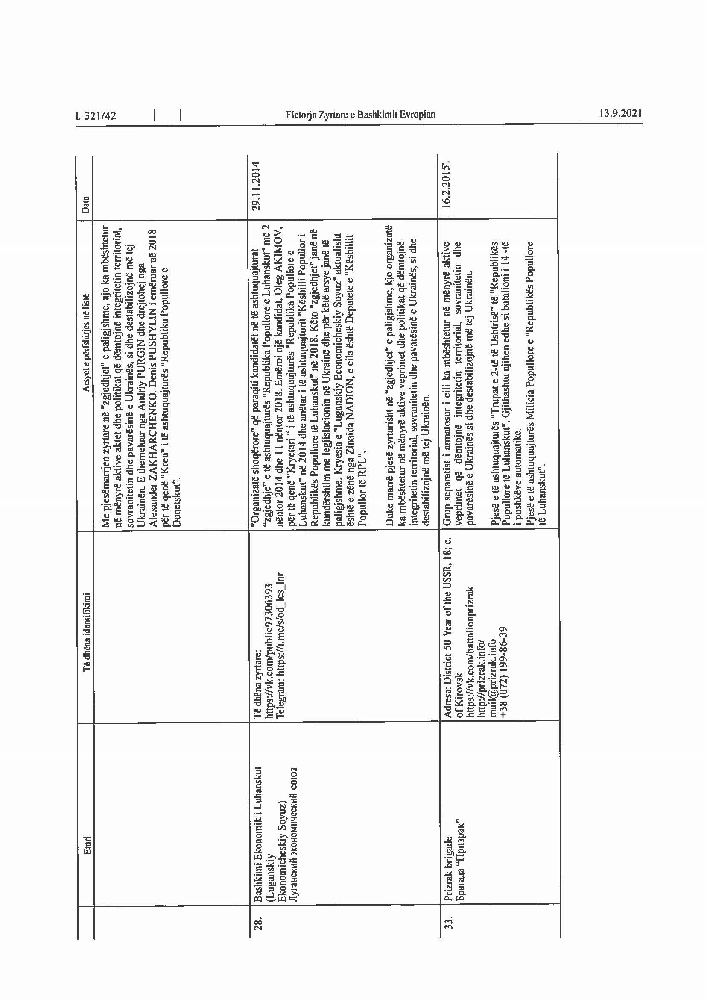 L 321/42 | | Fletorja Zyrtare e Bashkimit Evropian 13.9.2021
Emri Të dhëna identifikimi Arsyet e përfshirjes në listë Data
Me pjesëmarrjen zyrtare në "zgjedhjet" e paligjshme, ajo ka mbështetur
në mënyrë aktive aktet dhe politikat që dëmtojnë integritetin territorial,
sovranitetin dhe pavarësinë e Ukrainës, si dhe destabilizojnë më tej
Ukrainën. E themeluar nga Andriy PURGIN dhe drejtohej nga
Alexander ZAKHARCHENKO. Denis PUSHYLIN i emëruar në 2018
për të qenë "Kreu" i të ashtuquajturës "Republika Popullore e
Donetskut".
28.
Bashkimi Ekonomik i Luhanskut
(Luganskiy
Ekonomicheskiy Soyuz)
Луганский экономический союз
Të dhëna zyrtare:
https://vk.com/public97306393
Telegram: https://t.me/s/od_les_lnr
"Organizatë shoqërore" që paraqiti kandidatët në të ashtuquajturat
“zgjedhje” e të ashtuquajturës "Republika Popullore e Luhanskut" më 2
nëntor 2014 dhe 11 nëntor 2018. Emëroi një kandidat, Oleg AKIMOV,
për të qenë "Kryetari “ i të ashtuquajturës "Republika Popullore e
Luhanskut" në 2014 dhe anëtar i të ashtuquajturit "Këshilli Popullor i
Republikës Popullore të Luhanskut" në 2018. Këto "zgjedhjet" janë në
kundërshtim me legjislacionin në Ukrainë dhe për këtë arsye janë të
paligjshme. Kryesia e "Luganskiy Economicheskiy Soyuz" aktualisht
është e zënë nga Zinaida NADION, e cila është Deputete e "Këshillit
Popullor të RPL".
Duke marrë pjesë zyrtarisht në "zgjedhjet" e paligjshme, kjo organizatë
ka mbështetur në mënyrë aktive veprimet dhe politikat që dëmtojnë
integritetin territorial, sovranitetin dhe pavarësinë e Ukrainës, si dhe
destabilizojnë më tej Ukrainën.
29.11.2014
33.
Prizrak brigade
Бригада “Призрак”
Adresa: District 50 Year of the USSR, 18; c.
of Kirovsk
https://vk.com/battalionprizrak
http://prizrak.info/
mail@prizrak.info
+38 (072) 199-86-39
Grup separatist i armatosur i cili ka mbështetur në mënyrë aktive
veprimet që dëmtojnë integritetin territorial, sovranitetin dhe
pavarësinë e Ukrainës si dhe destabilizojnë më tej Ukrainën.
Pjesë e të ashtuquajturës "Trupat e 2-të të Ushtrisë" të "Republikës
Popullore të Luhanskut". Gjithashtu njihen edhe si batalioni i 14 -të
i pushkëve automatike.
Pjesë e të ashtuquajturës Milicia Popullore e "Republikës Popullore
të Luhanskut".
16.2.2015’.